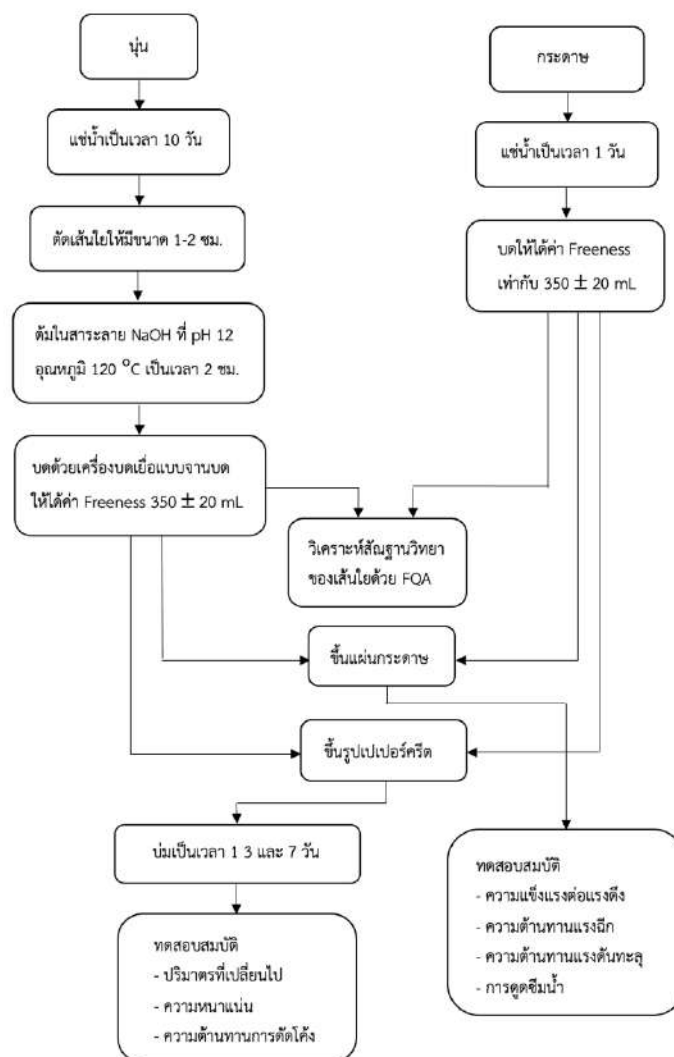 นุ่น
แช่น้ำเป็นเวลา 10 วัน
ตัดเส้นใยให้มีขนาด 1-2 ซม.
ต้มในสาระลาย NaOH ที่ pH 12
อุณหภูมิ 120 °C เป็นเวลา 2 ชม.
บดด้วยเครื่องบดเยื่อแบบจานบด
ให้ได้ค่า Freeness 350 ± 20 mL
กระดาษ
แช่น้ำเป็นเวลา 1 วัน
บดให้ได้ค่า Freeness
เท่ากับ 350 ± 20 mL
วิเคราะห์สัณฐานวิทยา
ของเส้นใยด้วย FQA
ขึ้นแผ่นกระดาษ
ขึ้นรูปเปเปอร์ครีต
บ่มเป็นเวลา 1 3 และ 7 วัน
ทดสอบสมบัติ
- ปริมาตรที่เปลี่ยนไป
- ความหนาแน่น
- ความต้านทานการดัดโค้ง
ทดสอบสมบัติ
- ความแข็งแรงต่อแรงดึง
- ความต้านทานแรงฉีก
- ความต้านทานแรงดันทะลุ
- การดูดซึมน้ำ